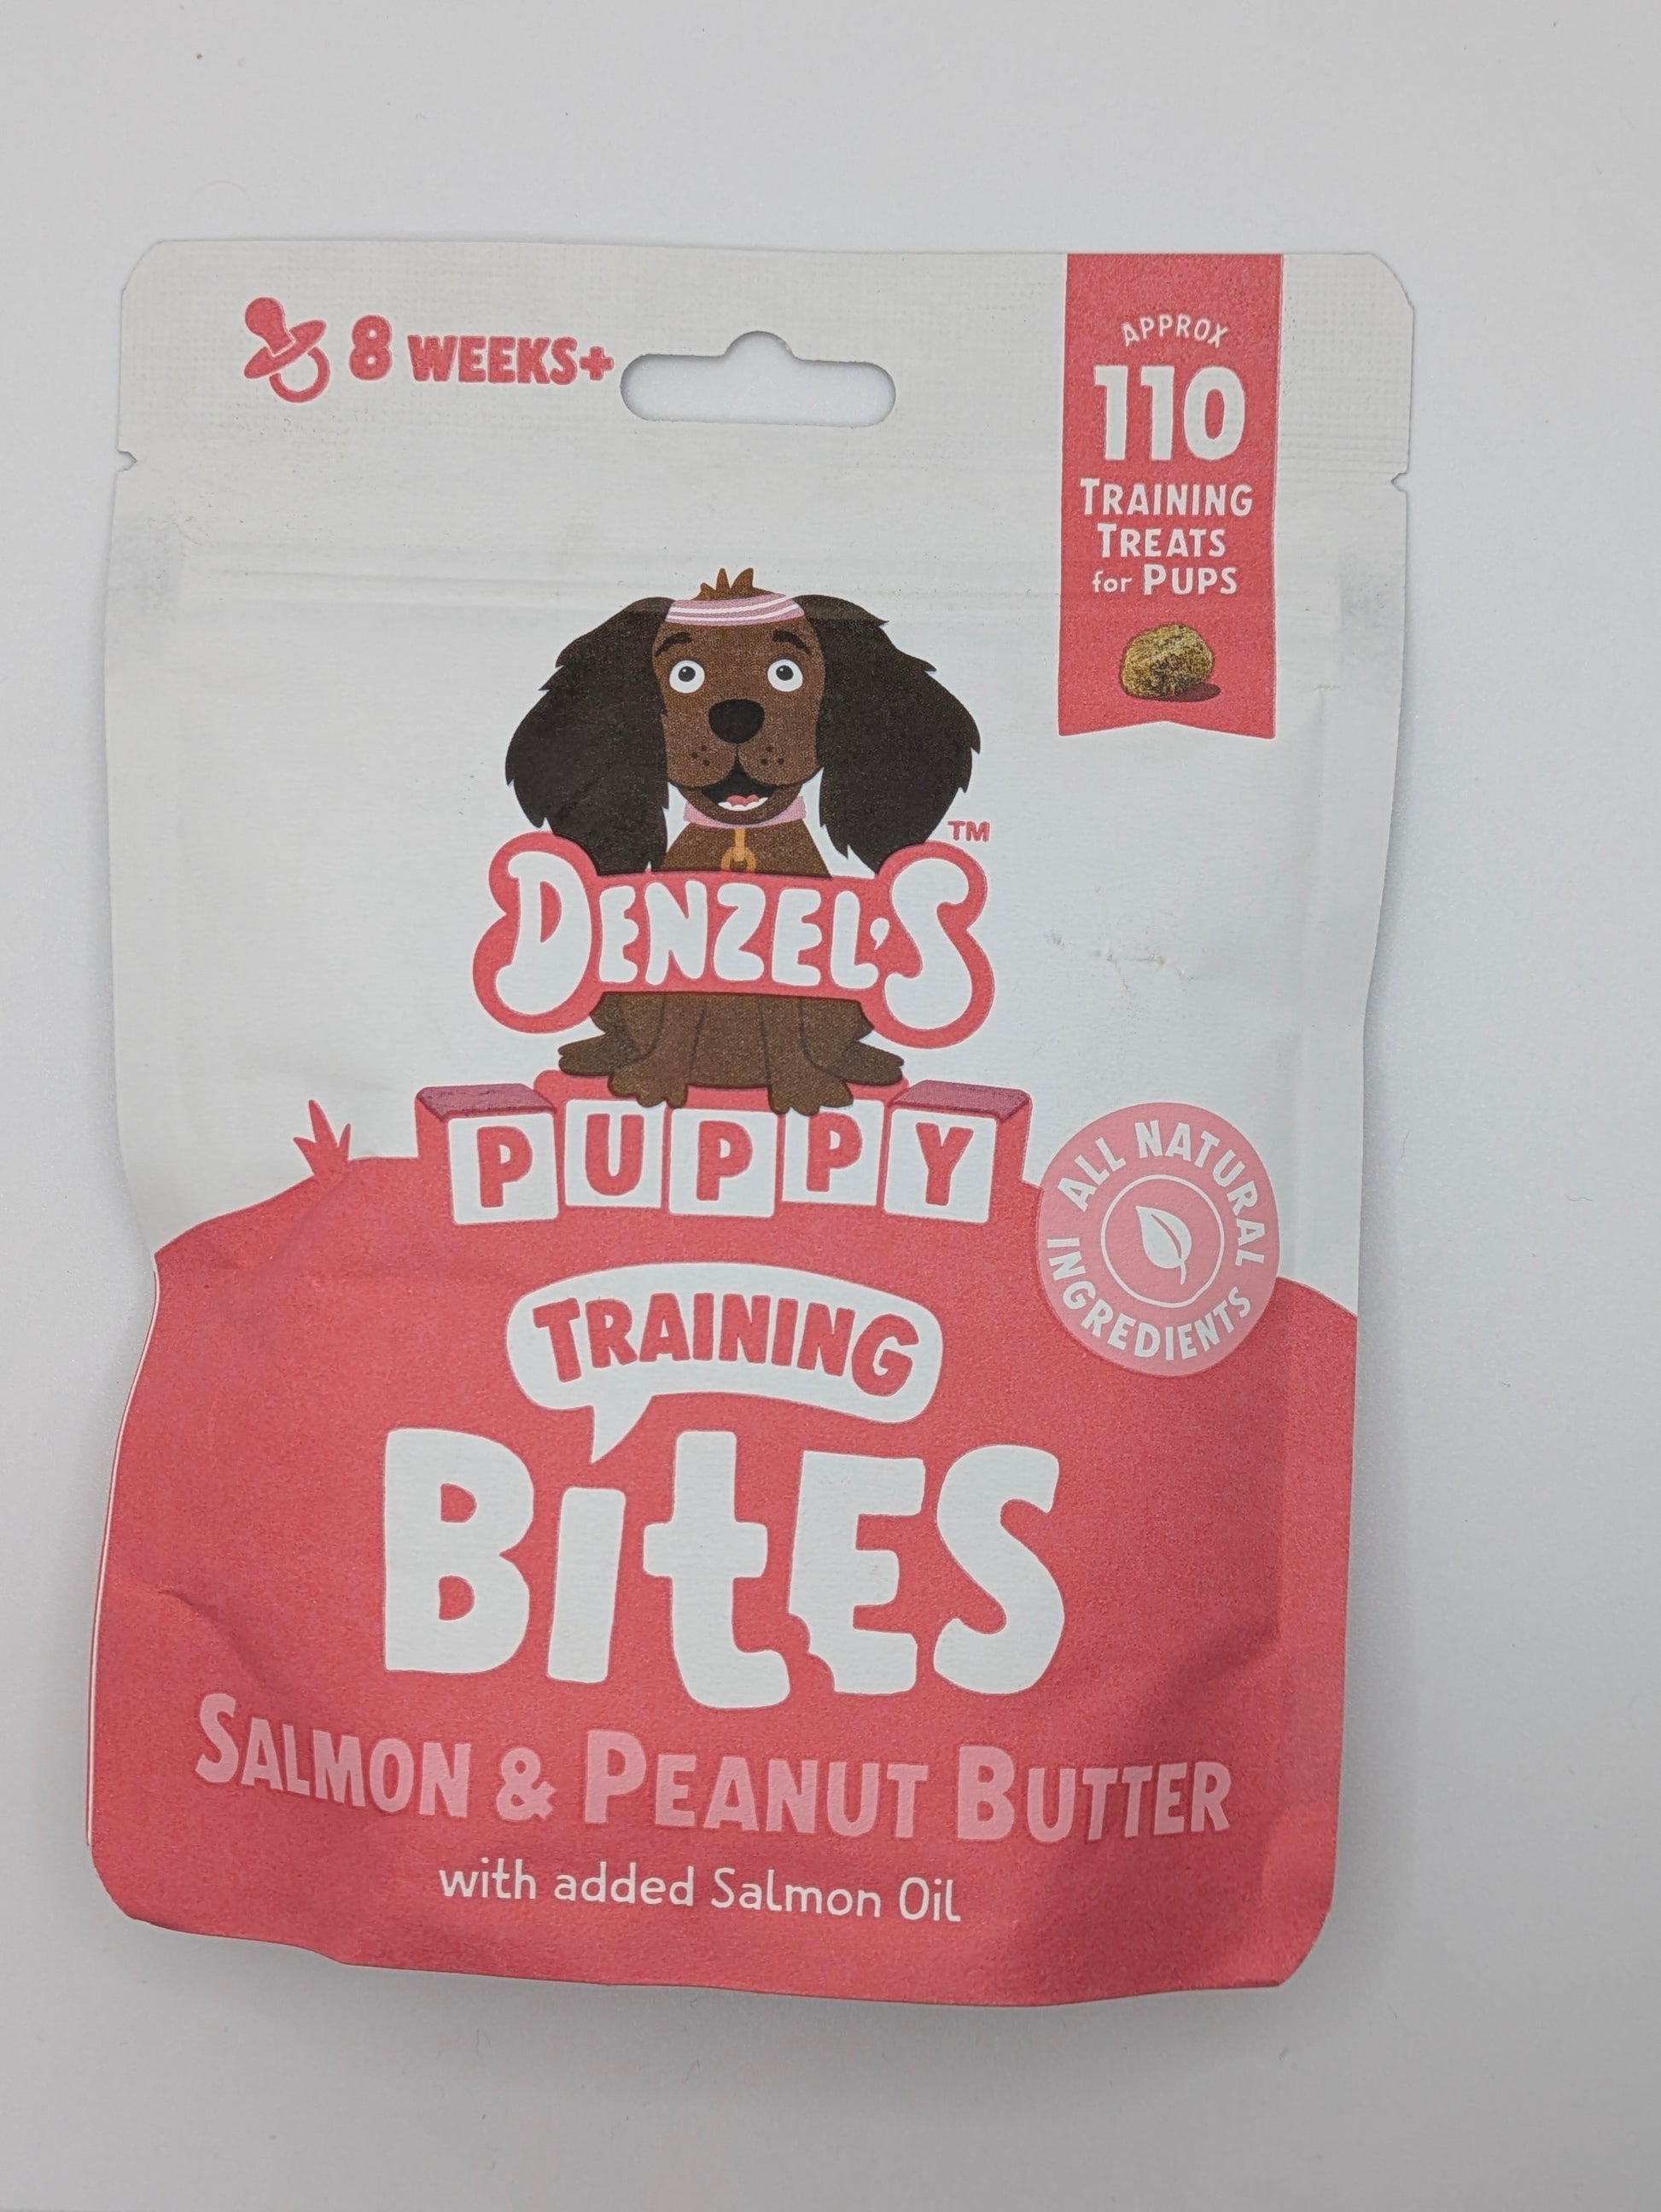 8 WEEKS+
APPROX
110
TRAINING
TREATS
for PUPS
DENZEL'S™
PUPPY
ALL NATURAL
INGREDIENTS
TRAINING
BitES
SALMON & PEANUT BUTTER
with added Salmon Oil